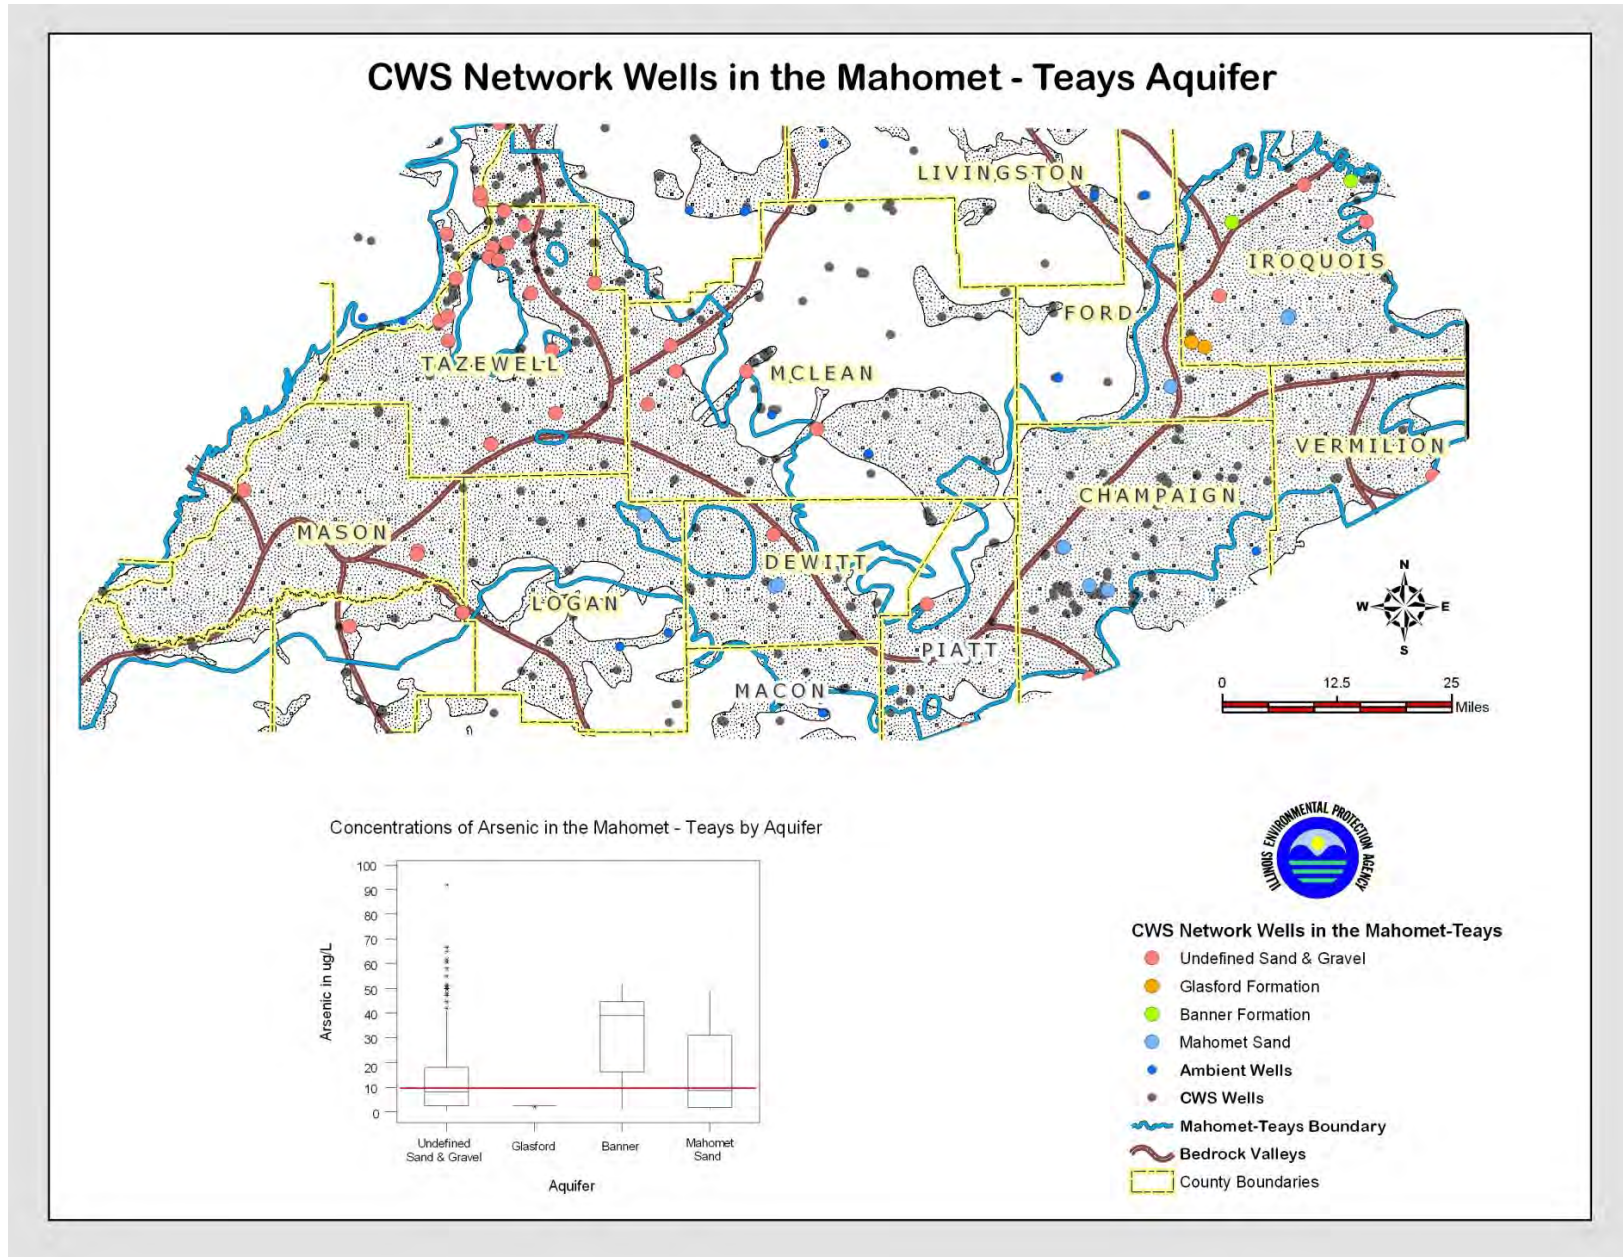 CWS Network Wells in the Mahomet - Teays Aquifer
LIVINGSTON
IROQUOIS
FORD
TAZEWELL
MCLEAN
VERMILION
CHAMPAIGN
MASON
DEWITT
LOGAN
PIATT
MACON
N
W E
S
0 12.5 25
Miles
Concentrations of Arsenic in the Mahomet - Teays by Aquifer
100
90
80
70
60
50
40
30
20
10
0
Arsenic in ug/L
Undefined
Sand & Gravel
Glasford
Banner
Mahomet
Sand
Aquifer
ILLINOIS ENVIRONMENTAL PROTECTION AGENCY
CWS Network Wells in the Mahomet-Teays
Undefined Sand & Gravel
Glasford Formation
Banner Formation
Mahomet Sand
Ambient Wells
CWS Wells
Mahomet-Teays Boundary
Bedrock Valleys
County Boundaries